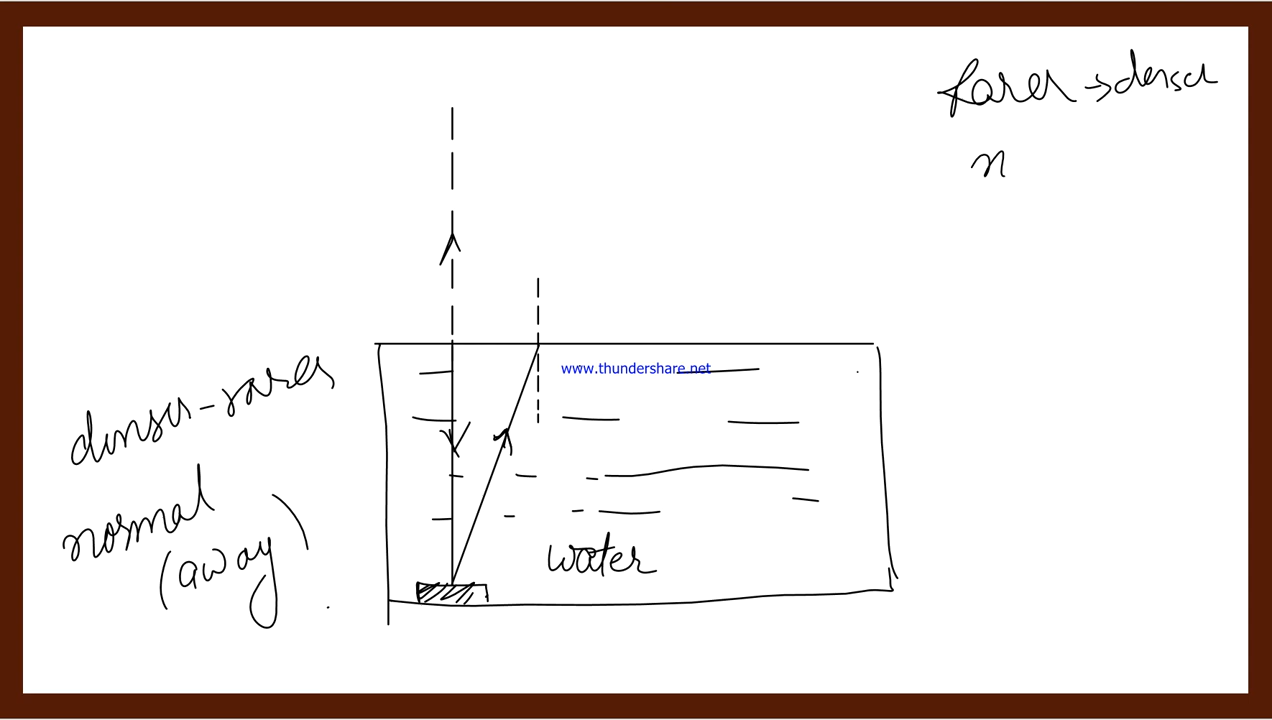 rarer → denser
n
www.thundershare.net
denser - rarer
normal
(away)
water